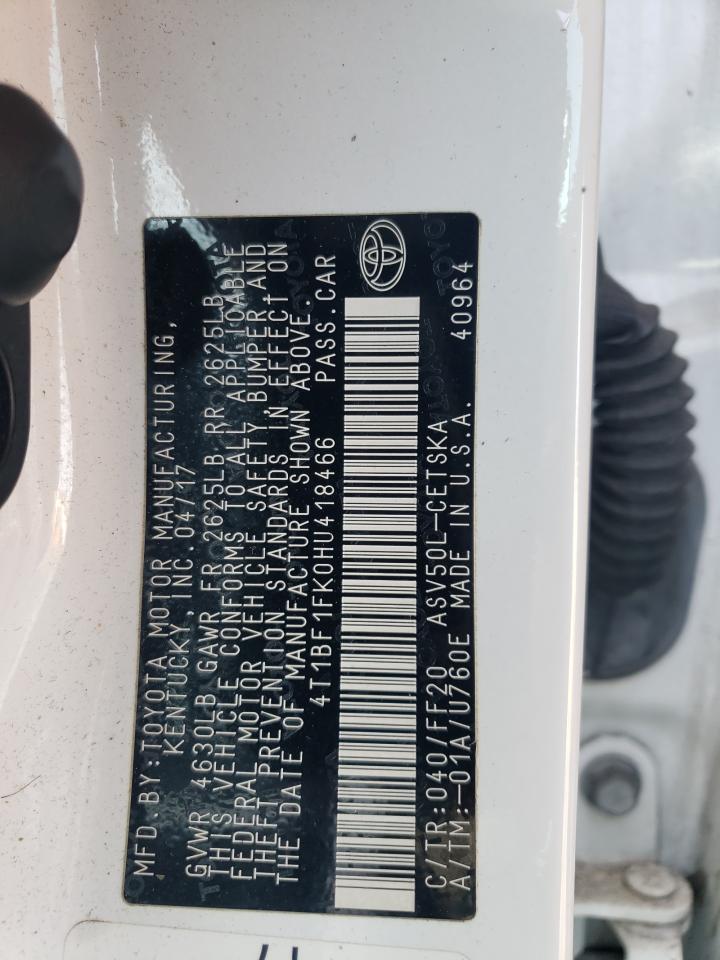 MFD.BY:TOYOTA MOTOR MANUFACTURING,
KENTUCKY,INC.04/17
GVWR 4630LB GAWR FR 2625LB,RR 2625LB
THIS VEHICLE CONFORMS TO ALL APPLICABLE
FEDERAL MOTOR VEHICLE SAFETY,BUMPER AND
THEFT PREVENTION STANDARDS IN EFFECT ON
THE DATE OF MANUFACTURE SHOWN ABOVE.
4T1BF1FK0HU418466 PASS.CAR
C/TR:040/FF20 ASV50L-CETSKA
A/TM:-01A/U760E MADE IN U.S.A. 40964